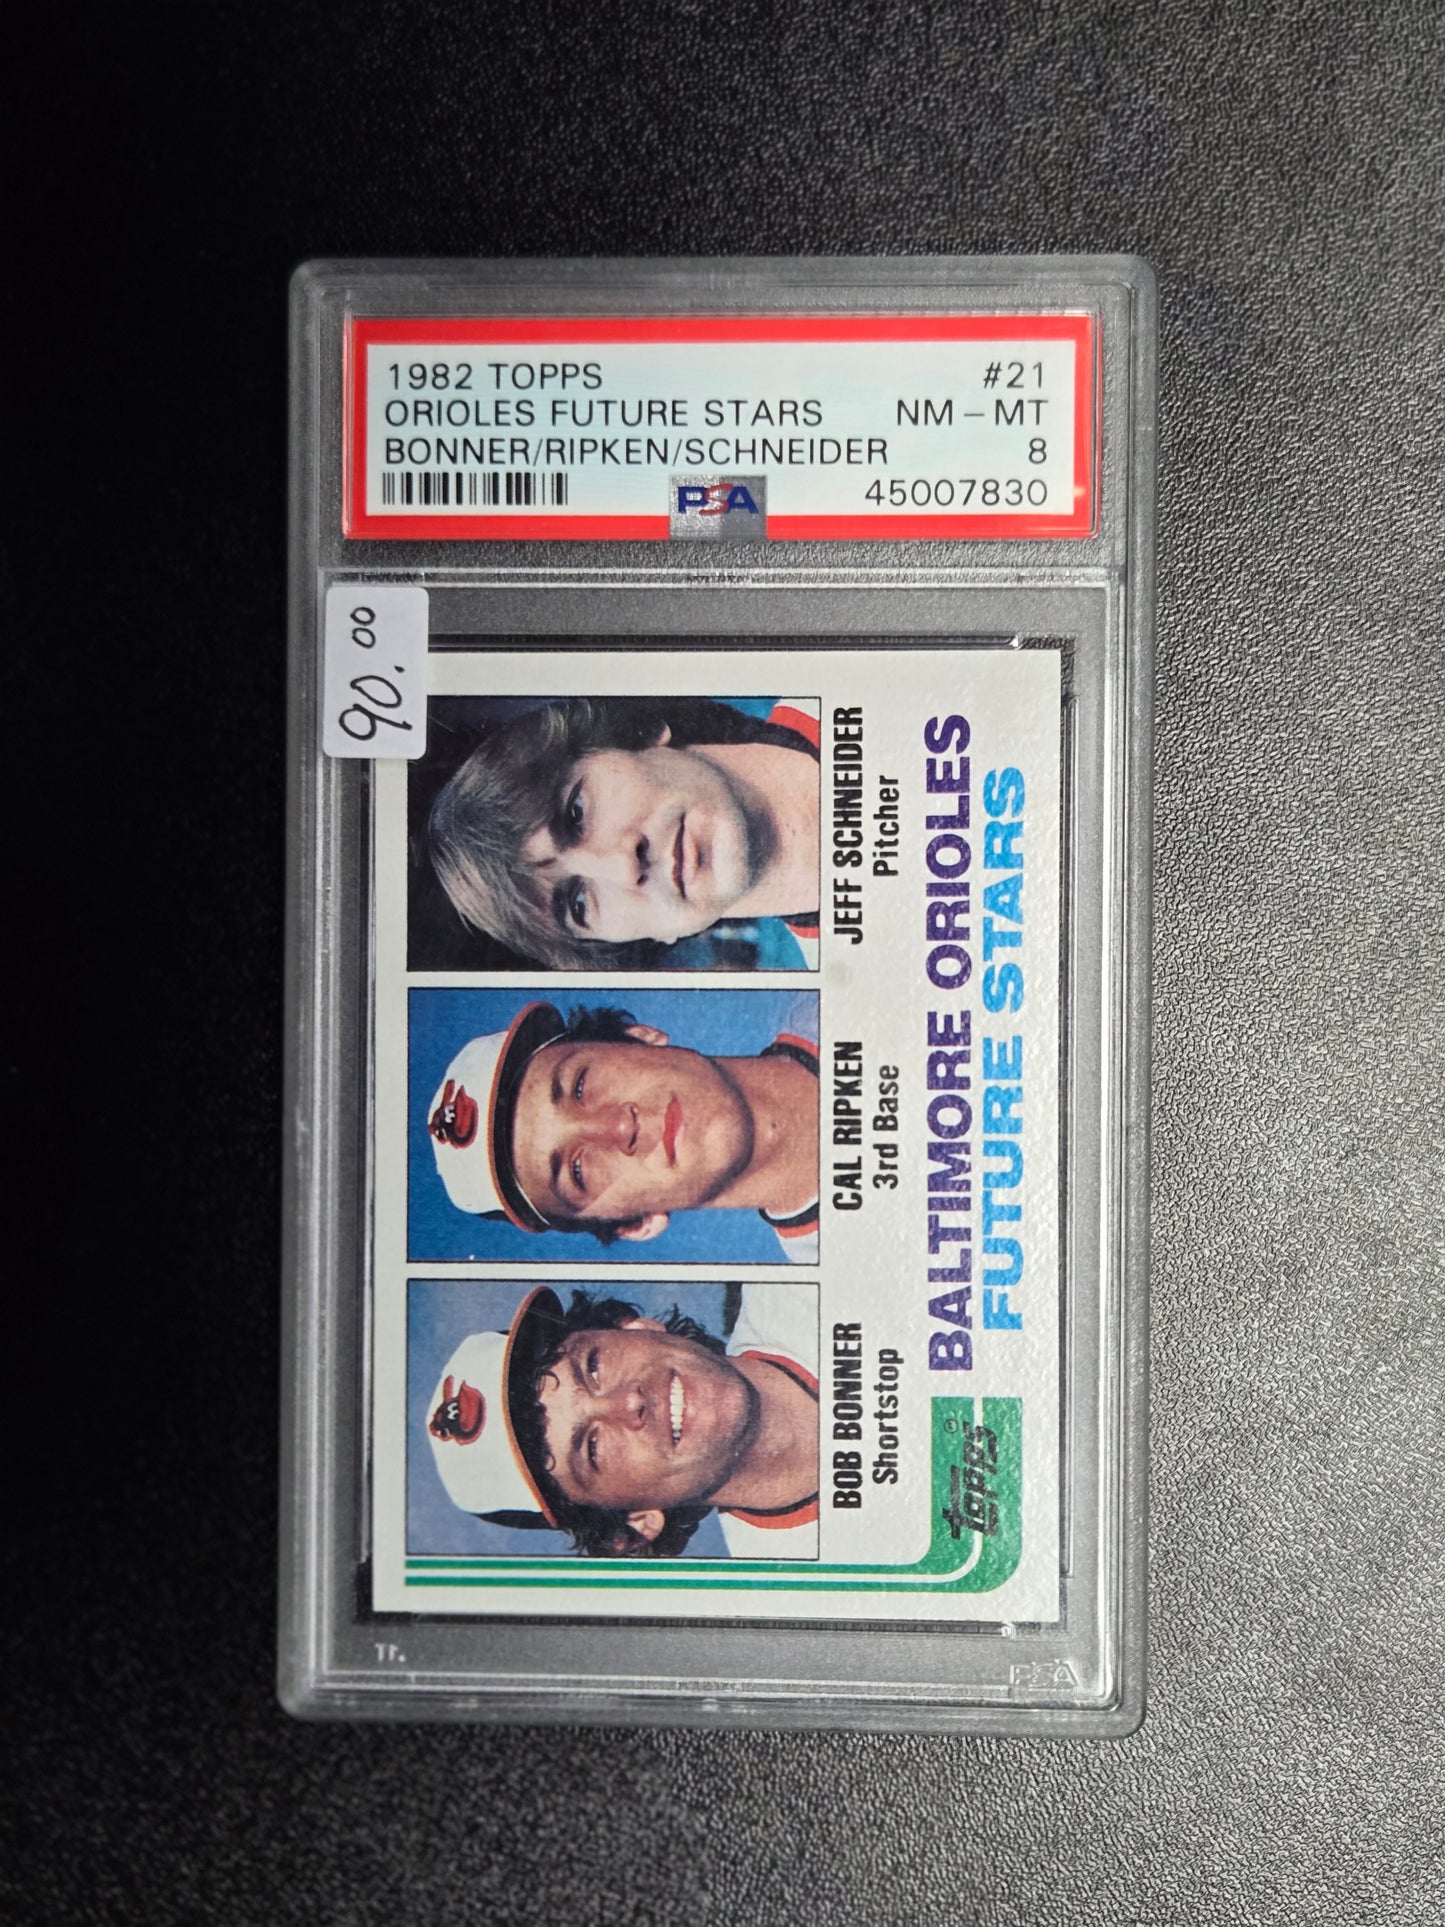 1982 TOPPS #21
ORIOLES FUTURE STARS NM - MT
BONNER/RIPKEN/SCHNEIDER 8
PSA 45007830
90.00
BOB BONNER
Shortstop
CAL RIPKEN
3rd Base
JEFF SCHNEIDER
Pitcher
topps
BALTIMORE ORIOLES
FUTURE STARS
PSA